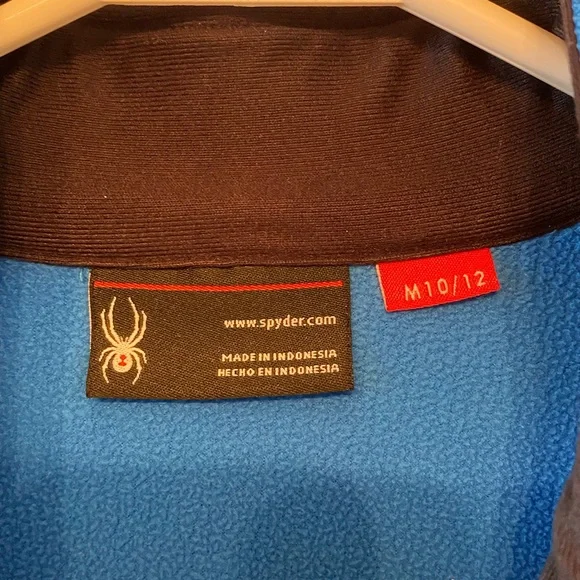 www.spyder.com
MADE IN INDONESIA
HECHO EN INDONESIA
M10/12